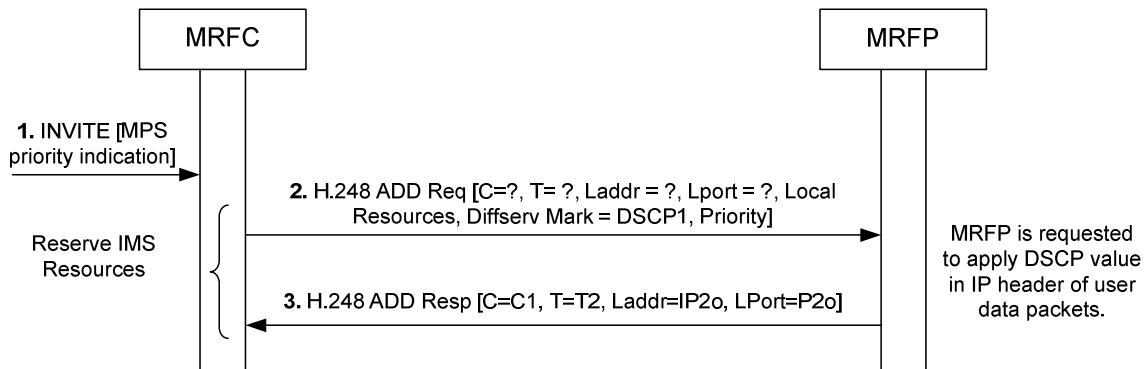 MRFC
MRFP
1. INVITE [MPS
priority indication]
2. H.248 ADD Req [C=?, T= ?, Laddr = ?, Lport = ?, Local
Resources, Diffserv Mark = DSCP1, Priority]
Reserve IMS
Resources
MRFP is requested
to apply DSCP value
in IP header of user
data packets.
3. H.248 ADD Resp [C=C1, T=T2, Laddr=IP2o, LPort=P2o]